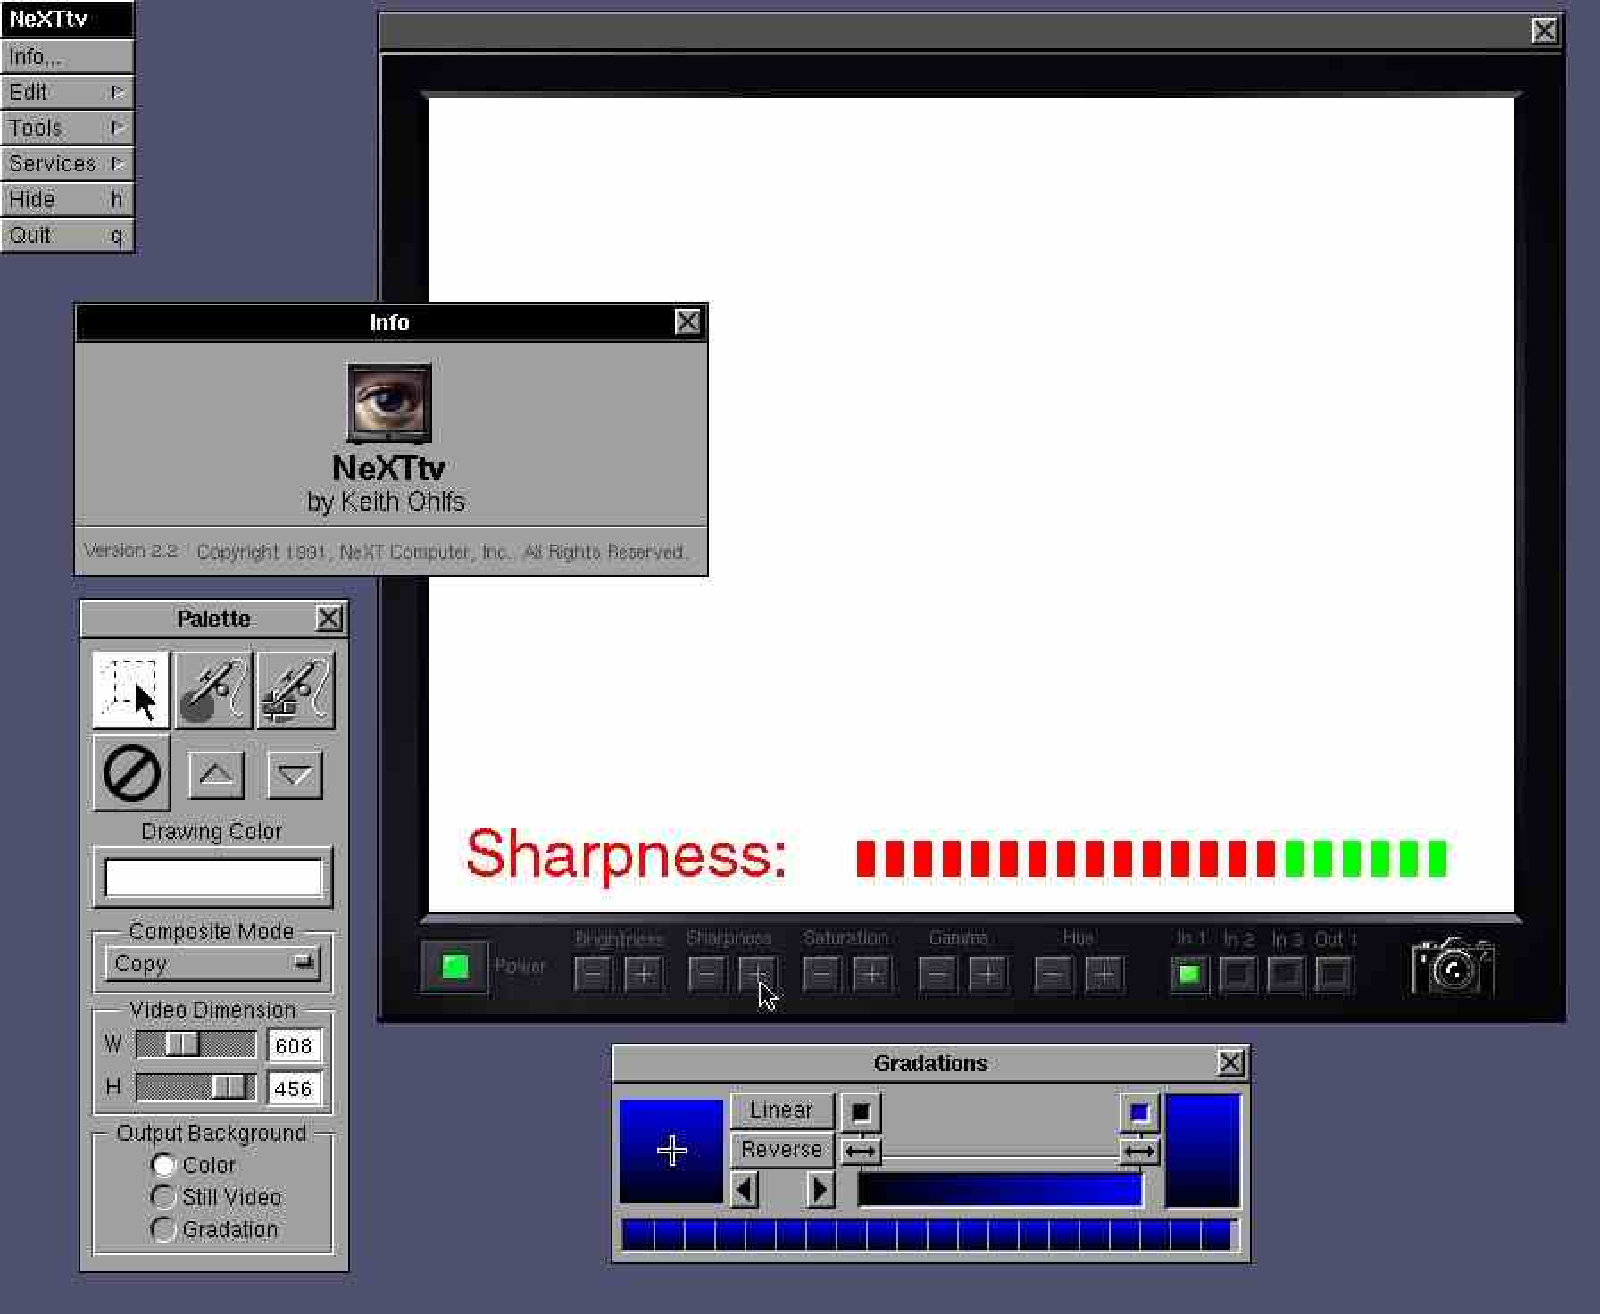 NeXTtv
Info...
Edit
Tools
Services
Hide h
Quit q
Info
NeXTtv
by Keith Ohlfs
Version 2.2 Copyright 1991, NeXT Computer, Inc. All Rights Reserved.
Palette
Drawing Color
Composite Mode
Copy
Video Dimension
W 608
H 456
Output Background
Color
Still Video
Gradation
Sharpness:
Power
Brightness Sharpness Saturation Gamma Hue In 1 In 2 In 3 Out 1
Gradations
Linear
Reverse